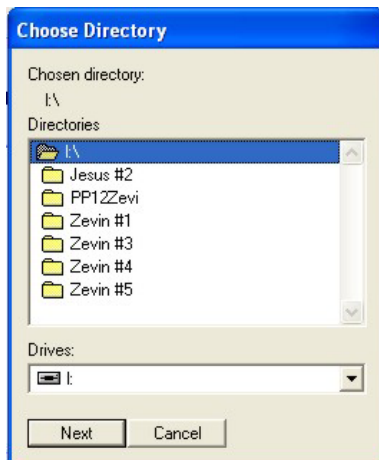 Choose Directory
Chosen directory:
I:\
Directories
I:\
Jesus #2
PP12Zevi
Zevin #1
Zevin #3
Zevin #4
Zevin #5
Drives:
I:
Next Cancel